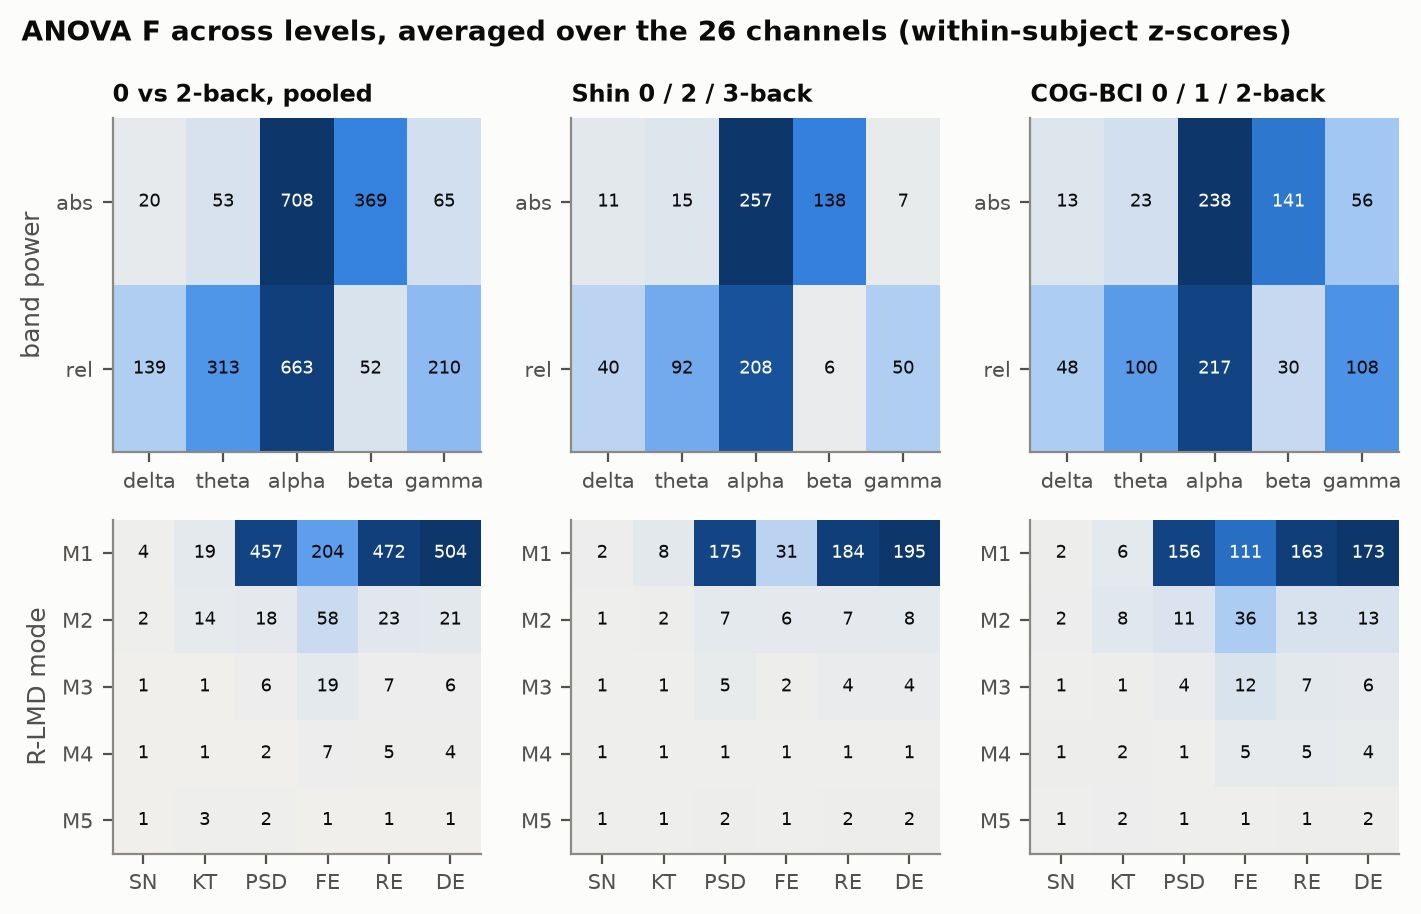 ANOVA F across levels, averaged over the 26 channels (within-subject z-scores)
0 vs 2-back, pooled
Shin 0 / 2 / 3-back
COG-BCI 0 / 1 / 2-back
band power
abs 20 53 708 369 65
rel 139 313 663 52 210
delta theta alpha beta gamma
abs 11 15 257 138 7
rel 40 92 208 6 50
delta theta alpha beta gamma
abs 13 23 238 141 56
rel 48 100 217 30 108
delta theta alpha beta gamma
R-LMD mode
M1 4 19 457 204 472 504
M2 2 14 18 58 23 21
M3 1 1 6 19 7 6
M4 1 1 2 7 5 4
M5 1 3 2 1 1 1
SN KT PSD FE RE DE
2 8 175 31 184 195
1 2 7 6 7 8
1 1 5 2 4 4
1 1 1 1 1 1
1 1 2 1 2 2
SN KT PSD FE RE DE
M1 2 6 156 111 163 173
M2 2 8 11 36 13 13
M3 1 1 4 12 7 6
M4 1 2 1 5 5 4
M5 1 2 1 1 1 2
SN KT PSD FE RE DE